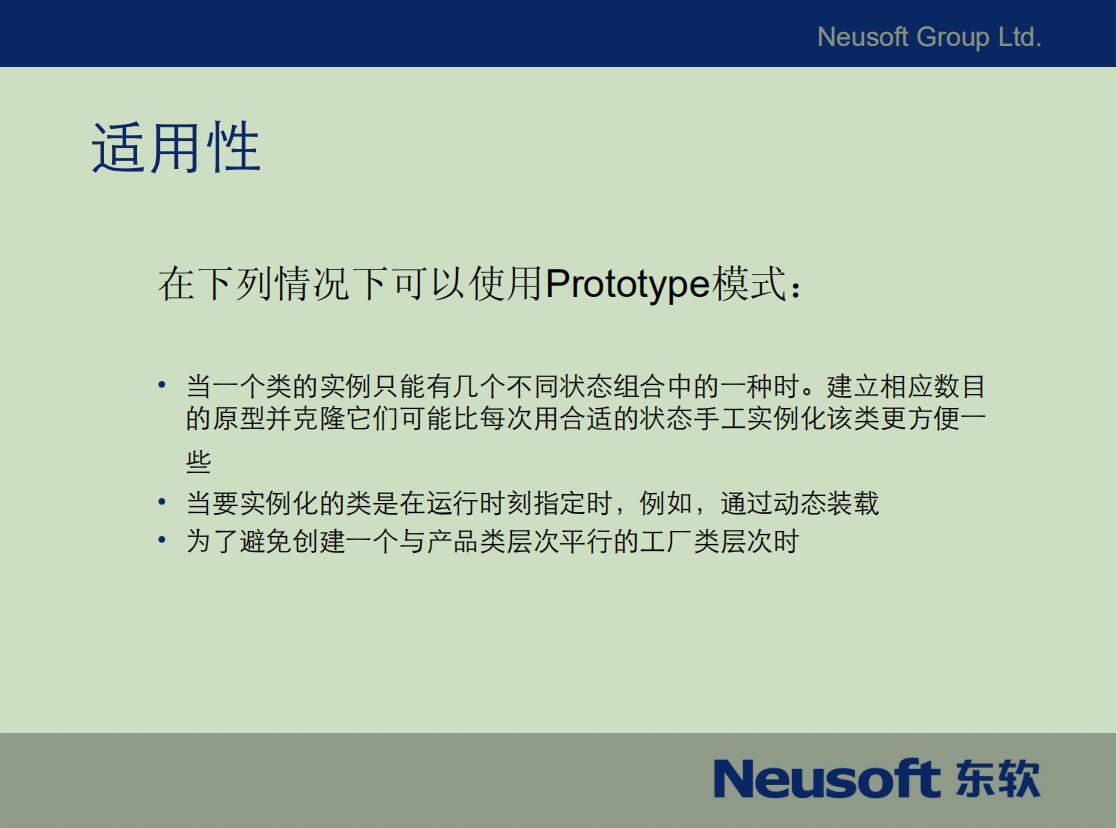 Neusoft Group Ltd.
适用性
在下列情况下可以使用Prototype模式：
• 当一个类的实例只能有几个不同状态组合中的一种时。建立相应数目
的原型并克隆它们可能比每次用合适的状态手工实例化该类更方便一
些
• 当要实例化的类是在运行时刻指定时，例如，通过动态装载
• 为了避免创建一个与产品类层次平行的工厂类层次时
Neusoft 东软